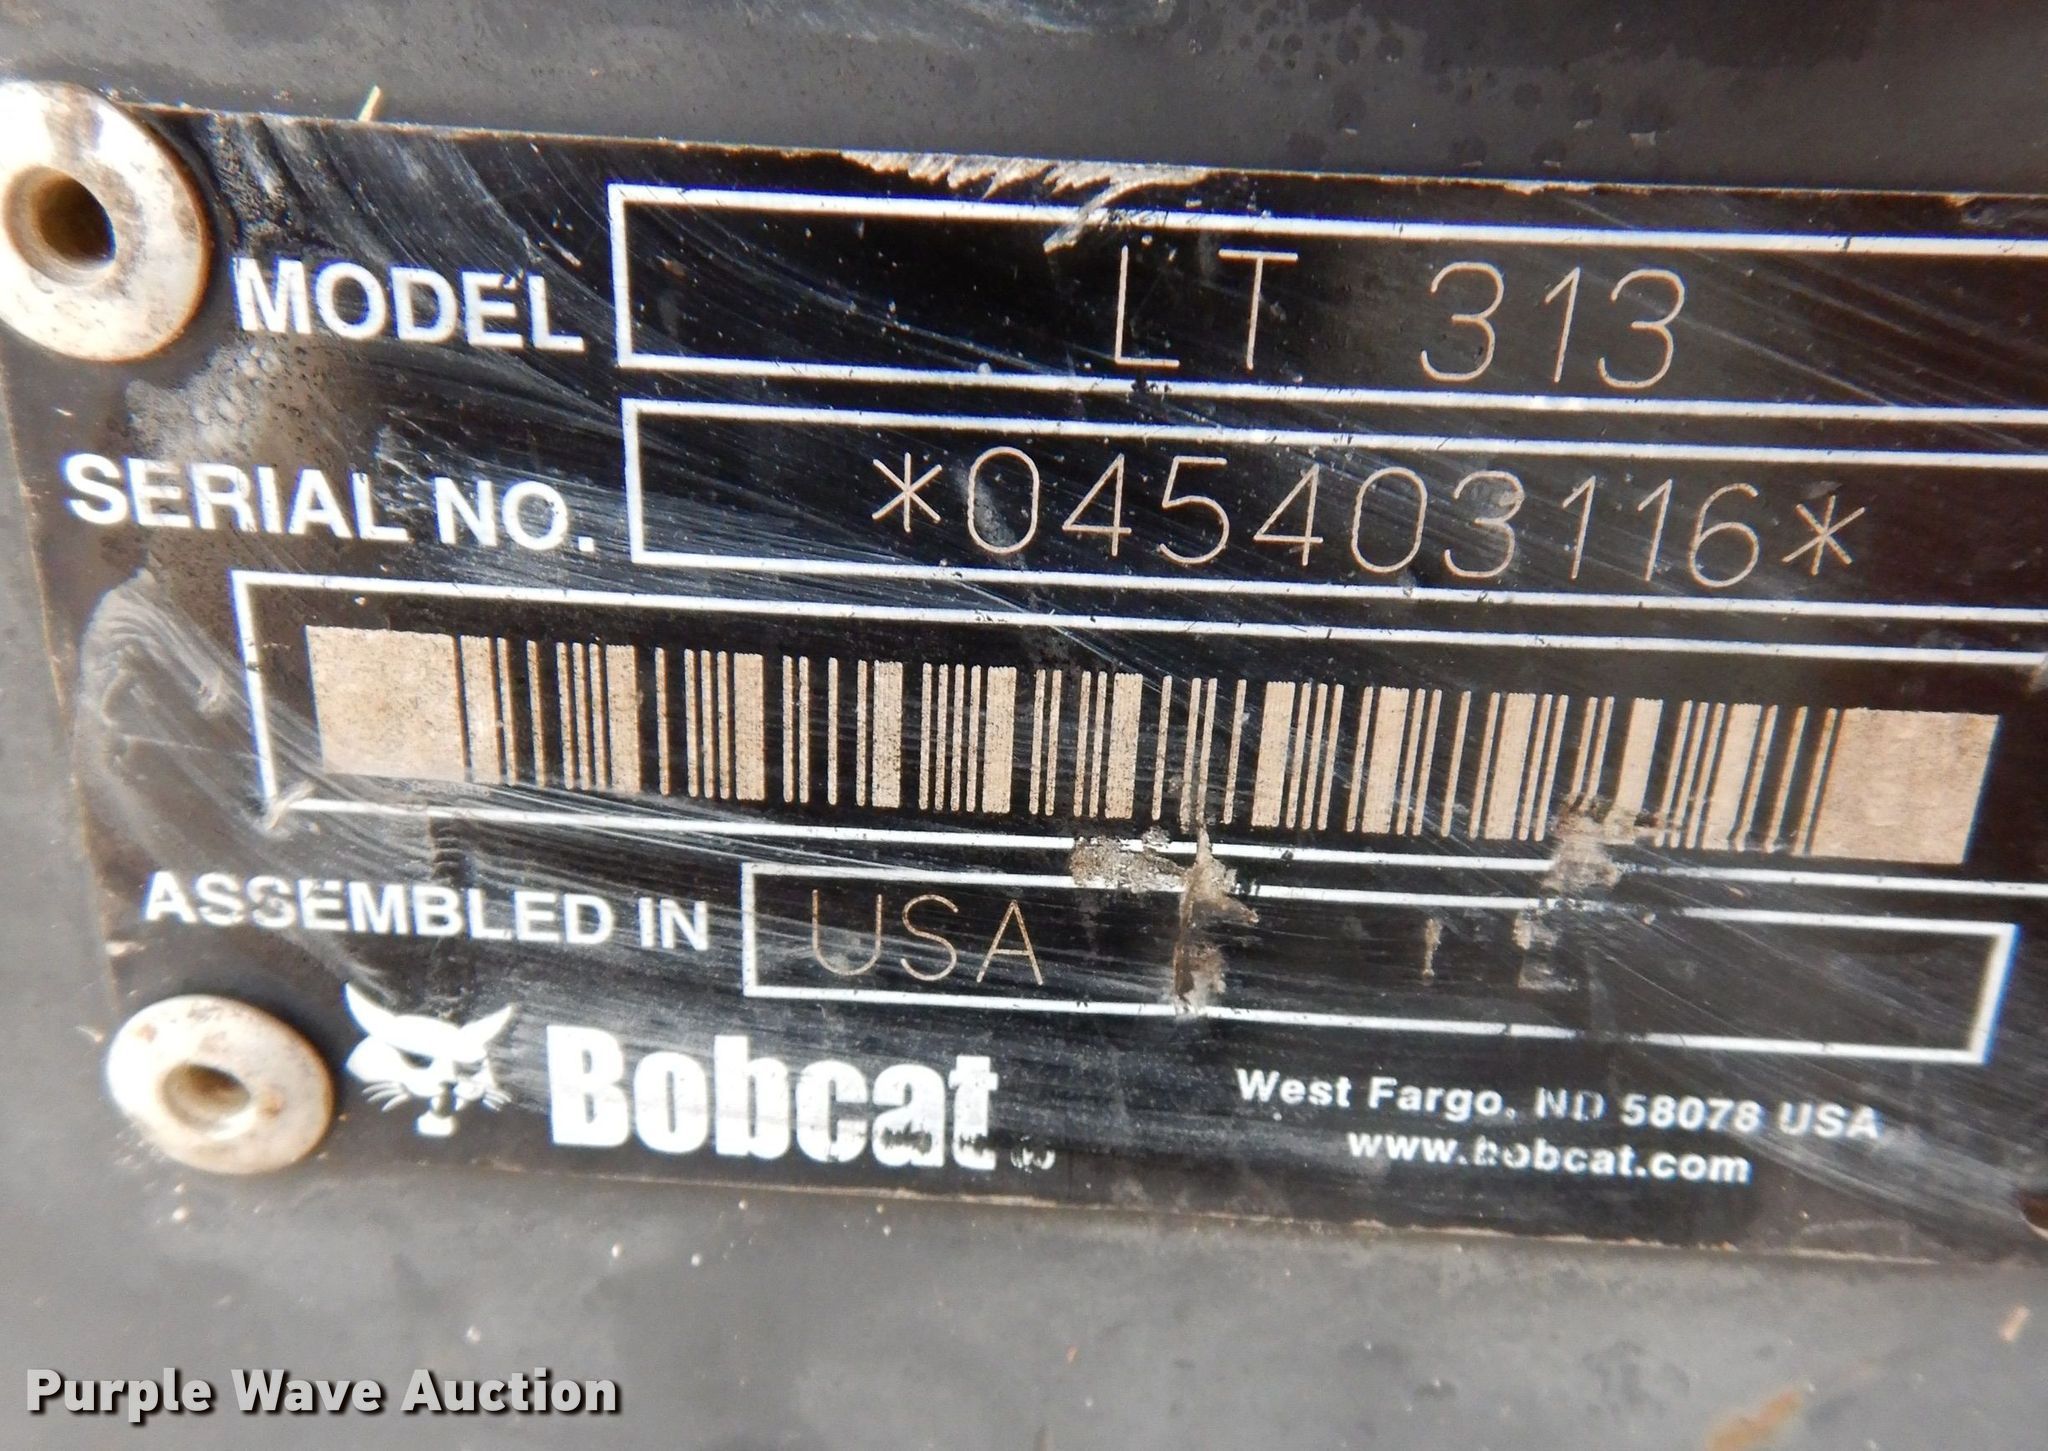 MODEL LT 313
SERIAL NO. *045403116*
ASSEMBLED IN USA
Bobcat
West Fargo, ND 58078 USA
www.bobcat.com
Purple Wave Auction